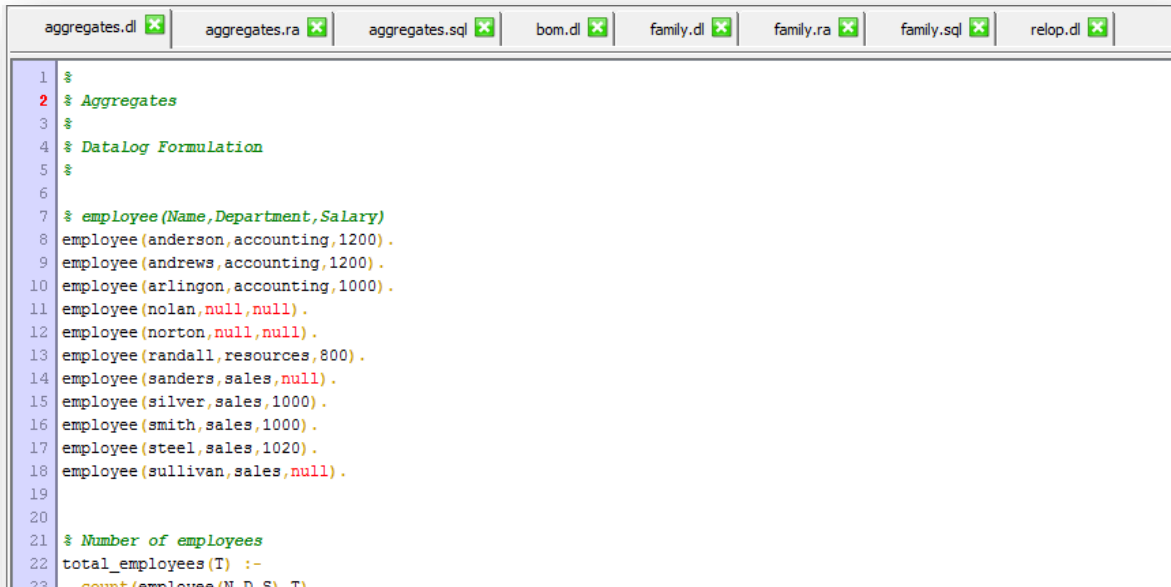 aggregates.dl aggregates.ra aggregates.sql bom.dl family.dl family.ra family.sql relop.dl
1 %
2 % Aggregates
3 %
4 % Datalog Formulation
5 %
6
7 % employee(Name,Department,Salary)
8 employee(anderson,accounting,1200).
9 employee(andrews,accounting,1200).
10 employee(arlingon,accounting,1000).
11 employee(nolan,null,null).
12 employee(norton,null,null).
13 employee(randall,resources,800).
14 employee(sanders,sales,null).
15 employee(silver,sales,1000).
16 employee(smith,sales,1000).
17 employee(steel,sales,1020).
18 employee(sullivan,sales,null).
19
20
21 % Number of employees
22 total_employees(T) :-
23 count(employee(N,D,S),T)